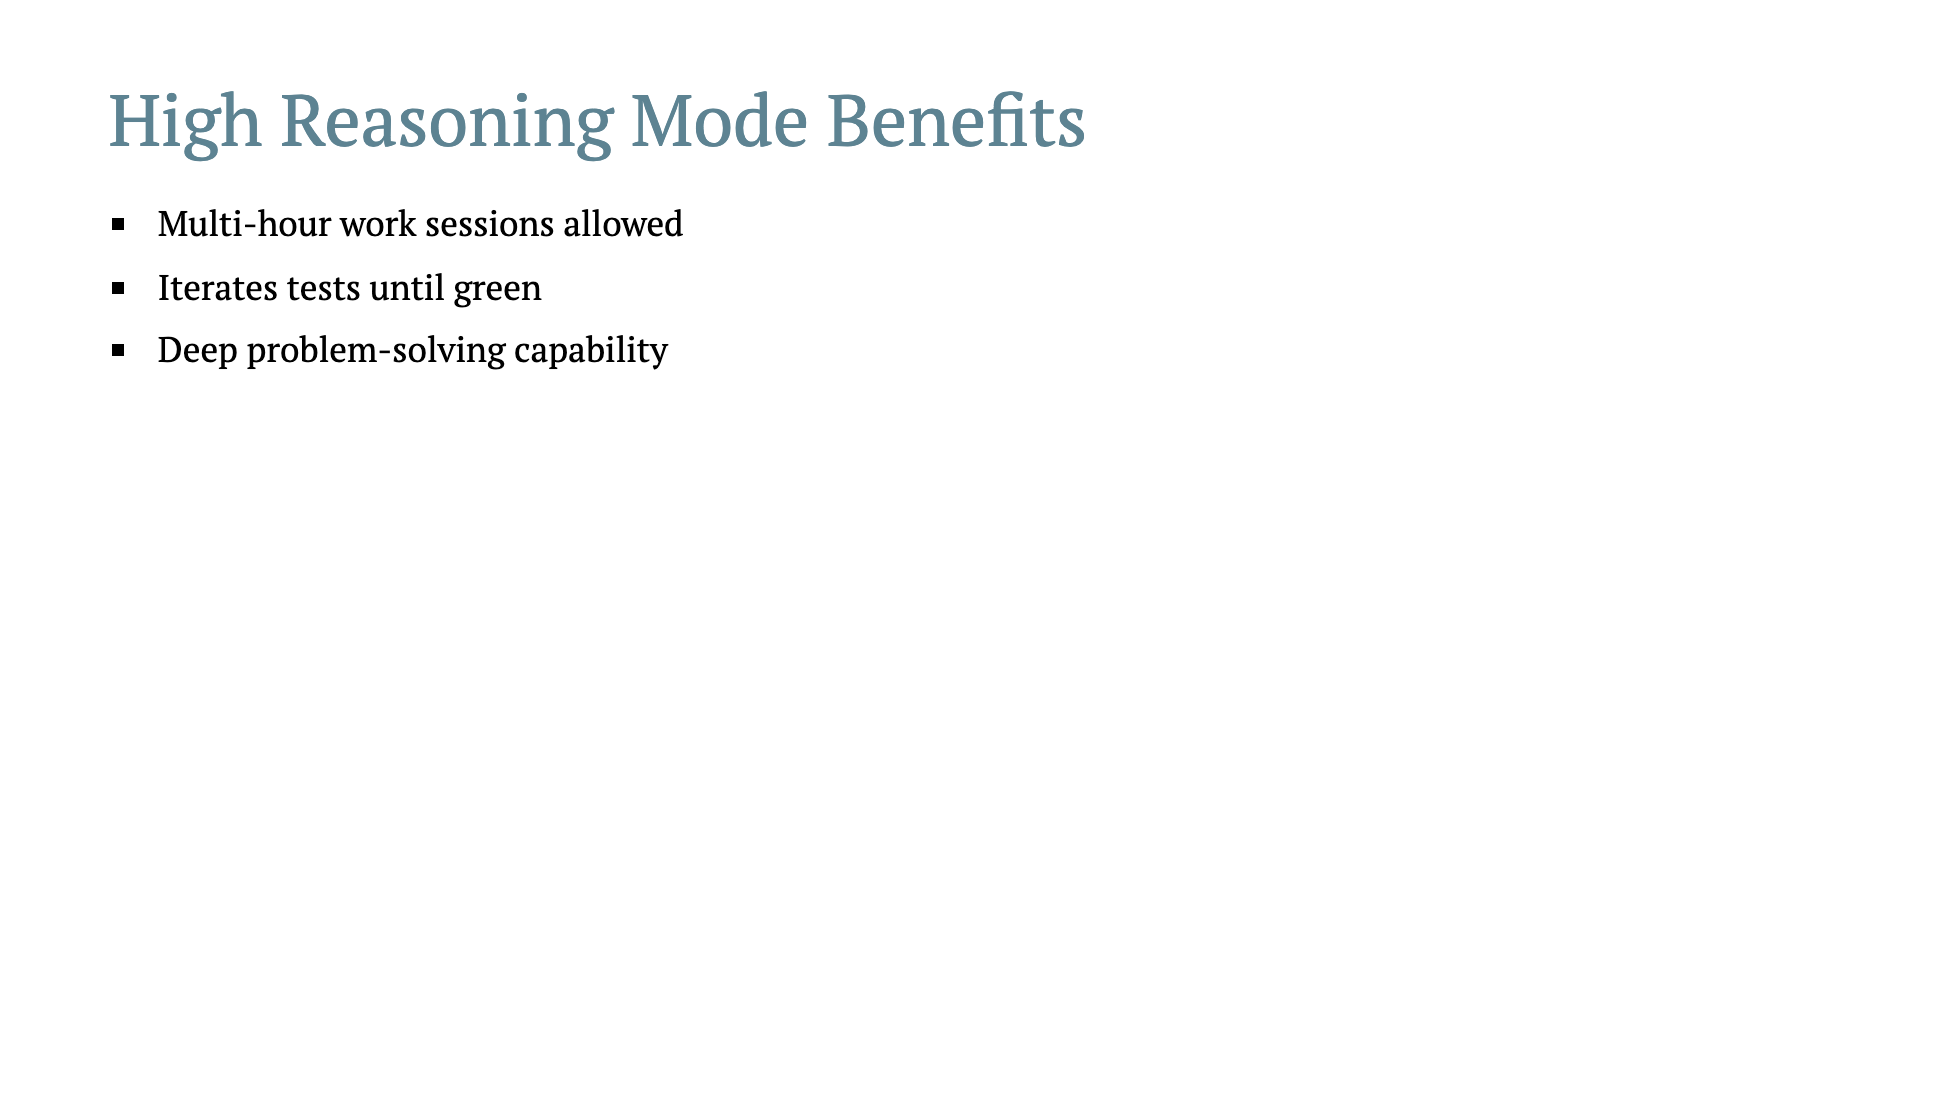 High Reasoning Mode Benefits
▪ Multi-hour work sessions allowed
▪ Iterates tests until green
▪ Deep problem-solving capability